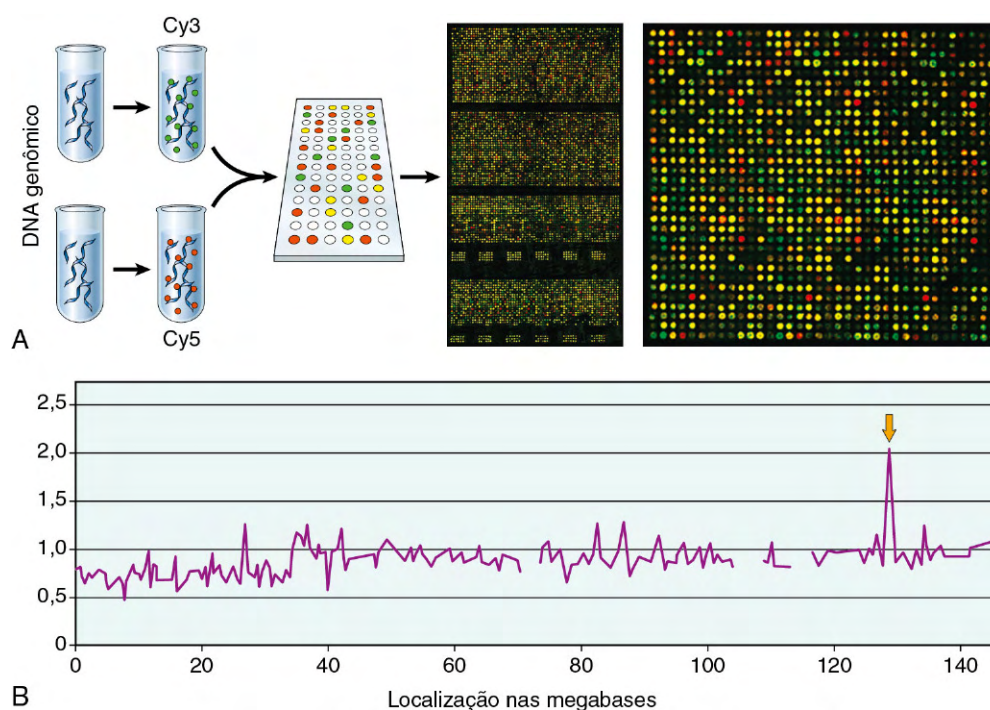 A
Cy3
DNA genômico
Cy5
2,5
2,0
1,5
1,0
0,5
0
0 20 40 60 80 100 120 140
B
Localização nas megabases